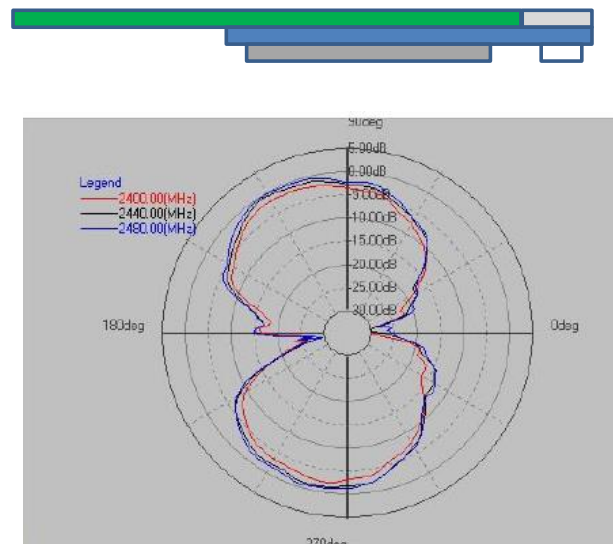 90deg
5.00dB
0.00dB
-5.00dB
-10.00dB
-15.00dB
-20.00dB
-25.00dB
-30.00dB
Legend
2400.00(MHz)
2440.00(MHz)
2480.00(MHz)
180deg
0deg
270deg